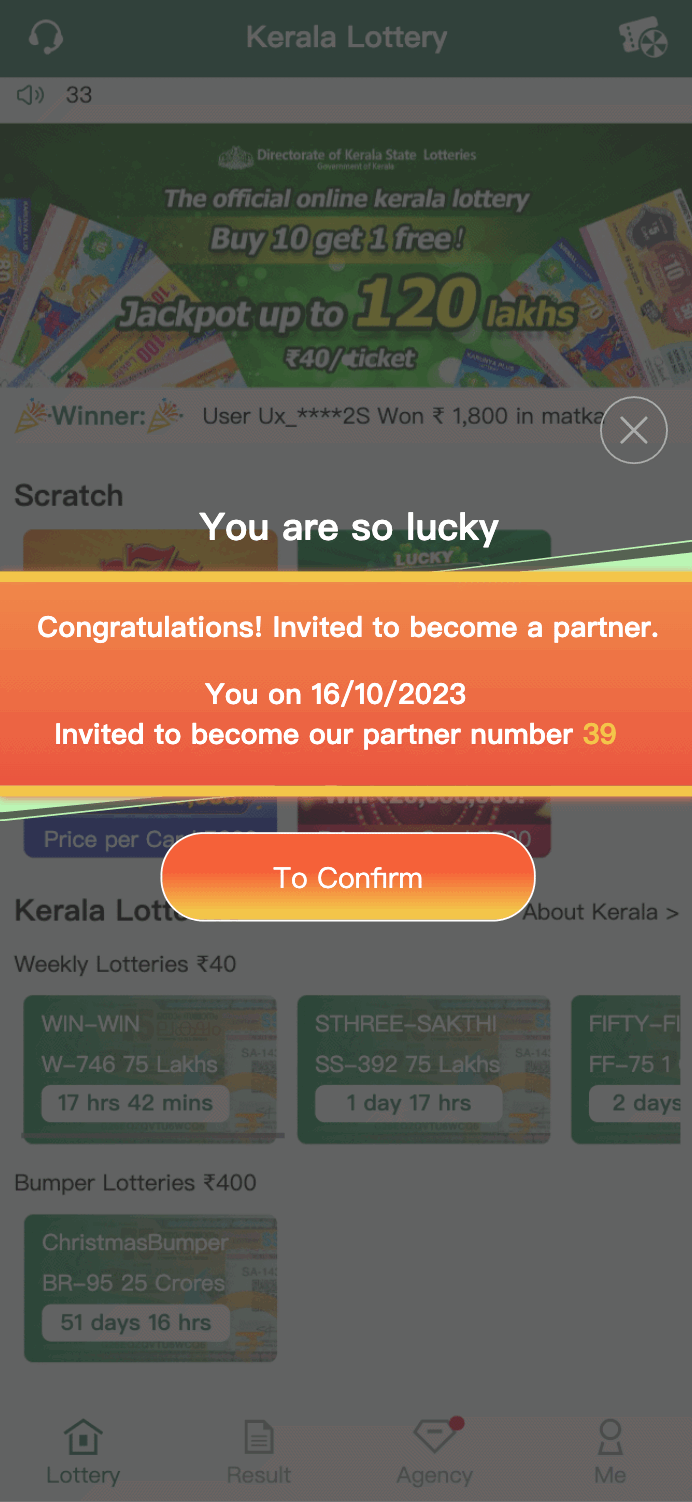 Kerala Lottery
33
Directorate of Kerala State Lotteries
Government of Kerala
The official online kerala lottery
Buy 10 get 1 free!
Jackpot up to 120 lakhs
₹40/ticket
Winner: User Ux_****2S Won ₹ 1,800 in matka
Scratch
You are so lucky
LUCKY
Congratulations! Invited to become a partner.
You on 16/10/2023
Invited to become our partner number 39
Price per Ca
To Confirm
Kerala Lott
About Kerala >
Weekly Lotteries ₹40
WIN-WIN
W-746 75 Lakhs
17 hrs 42 mins
STHREE-SAKTHI
SS-392 75 Lakhs
1 day 17 hrs
FIFTY-FI
FF-75 1
2 days
Bumper Lotteries ₹400
ChristmasBumper
BR-95 25 Crores
51 days 16 hrs
Lottery
Result
Agency
Me